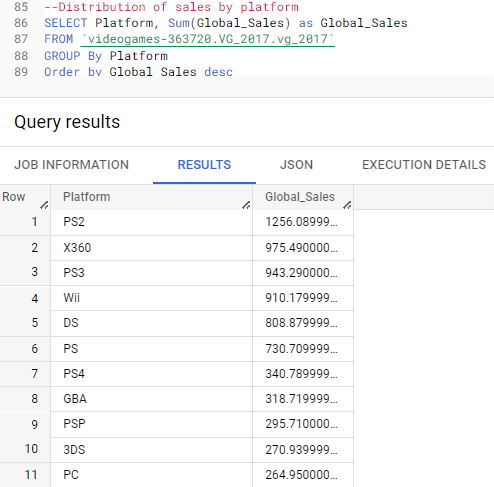 85 --Distribution of sales by platform
86 SELECT Platform, Sum(Global_Sales) as Global_Sales
87 FROM `videogames-363720.VG_2017.vg_2017`
88 GROUP By Platform
89 Order by Global_Sales desc
Query results
JOB INFORMATION RESULTS JSON EXECUTION DETAILS
Row Platform Global_Sales
1 PS2 1256.08999...
2 X360 975.490000...
3 PS3 943.290000...
4 Wii 910.179999...
5 DS 808.879999...
6 PS 730.709999...
7 PS4 340.789999...
8 GBA 318.719999...
9 PSP 295.710000...
10 3DS 270.939999...
11 PC 264.950000...